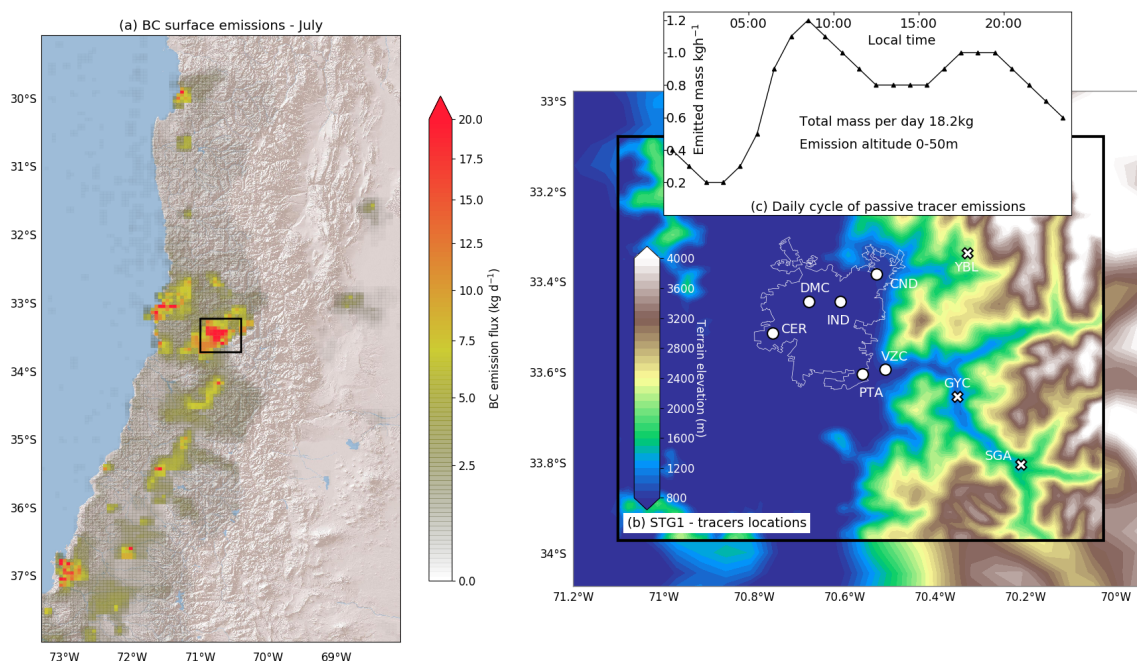 (a) BC surface emissions - July
30°S
31°S
32°S
33°S
34°S
35°S
36°S
37°S
73°W
72°W
71°W
70°W
69°W
20.0
17.5
15.0
12.5
10.0
7.5
5.0
2.5
0.0
BC emission flux (kg d⁻¹)
05:00
10:00
15:00
20:00
Local time
1.2
1.0
0.8
0.6
0.4
0.2
Emitted mass kgh⁻¹
Total mass per day 18.2kg
Emission altitude 0-50m
(c) Daily cycle of passive tracer emissions
33°S
33.2°S
33.4°S
33.6°S
33.8°S
34°S
71.2°W
71°W
70.8°W
70.6°W
70.4°W
70.2°W
70°W
4000
3600
3200
2800
2400
2000
1600
1200
800
Terrain elevation (m)
YBL
CND
DMC
IND
CER
VZC
PTA
GYC
SGA
(b) STG1 - tracers locations